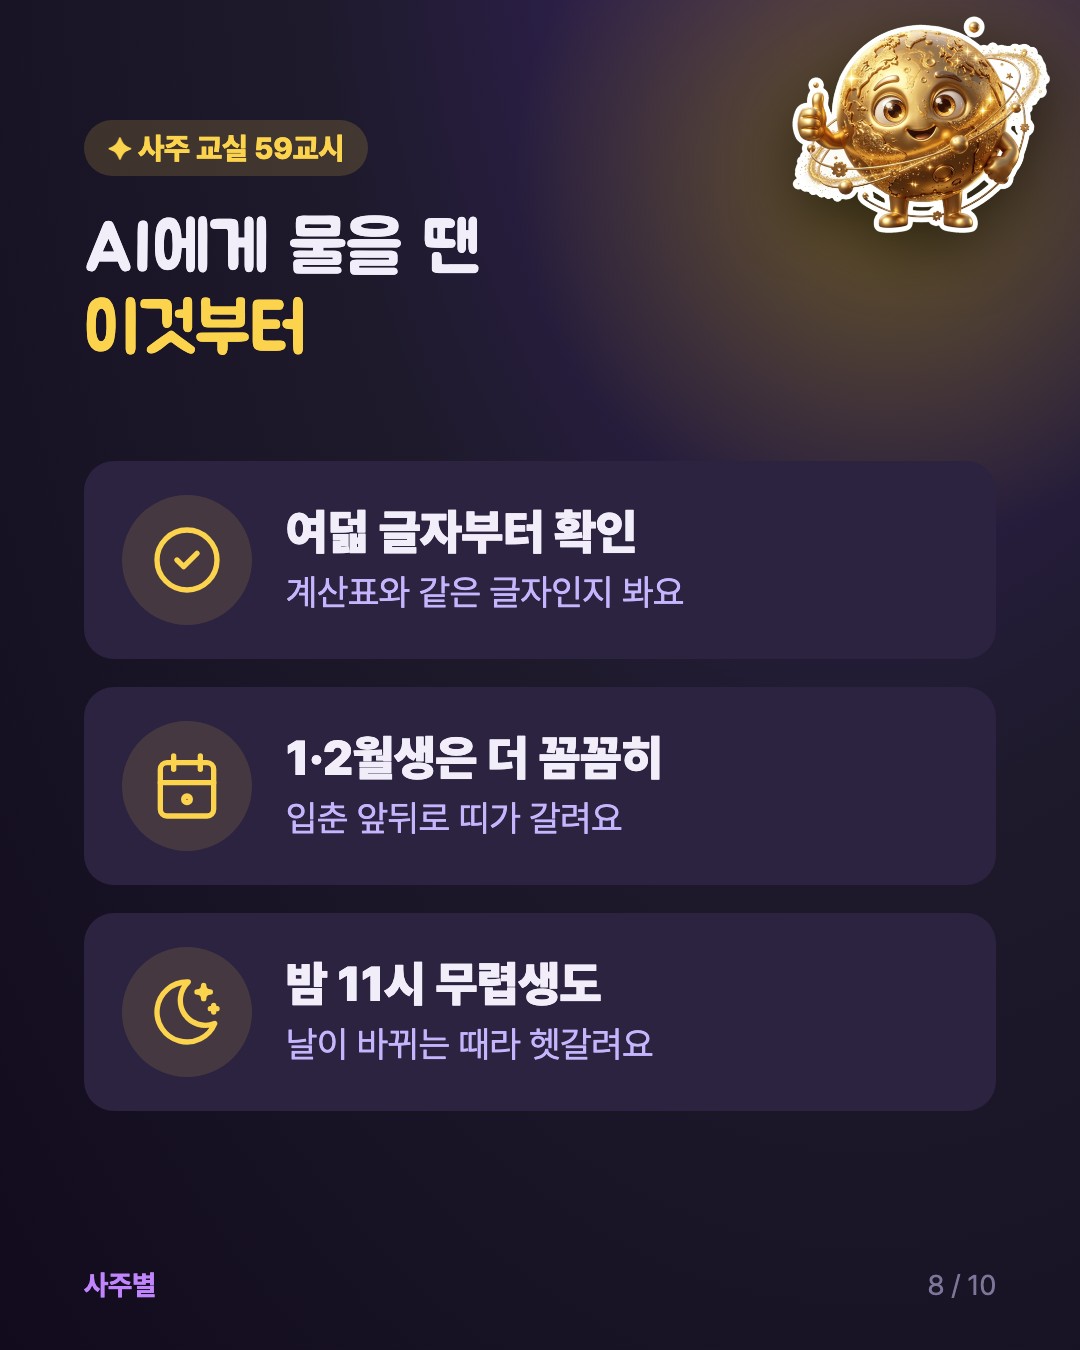 사주 교실 59교시
AI에게 물을 땐
이것부터
여덟 글자부터 확인
계산표와 같은 글자인지 봐요
1·2월생은 더 꼼꼼히
입춘 앞뒤로 띠가 갈려요
밤 11시 무렵생도
날이 바뀌는 때라 헷갈려요
사주별
8 / 10